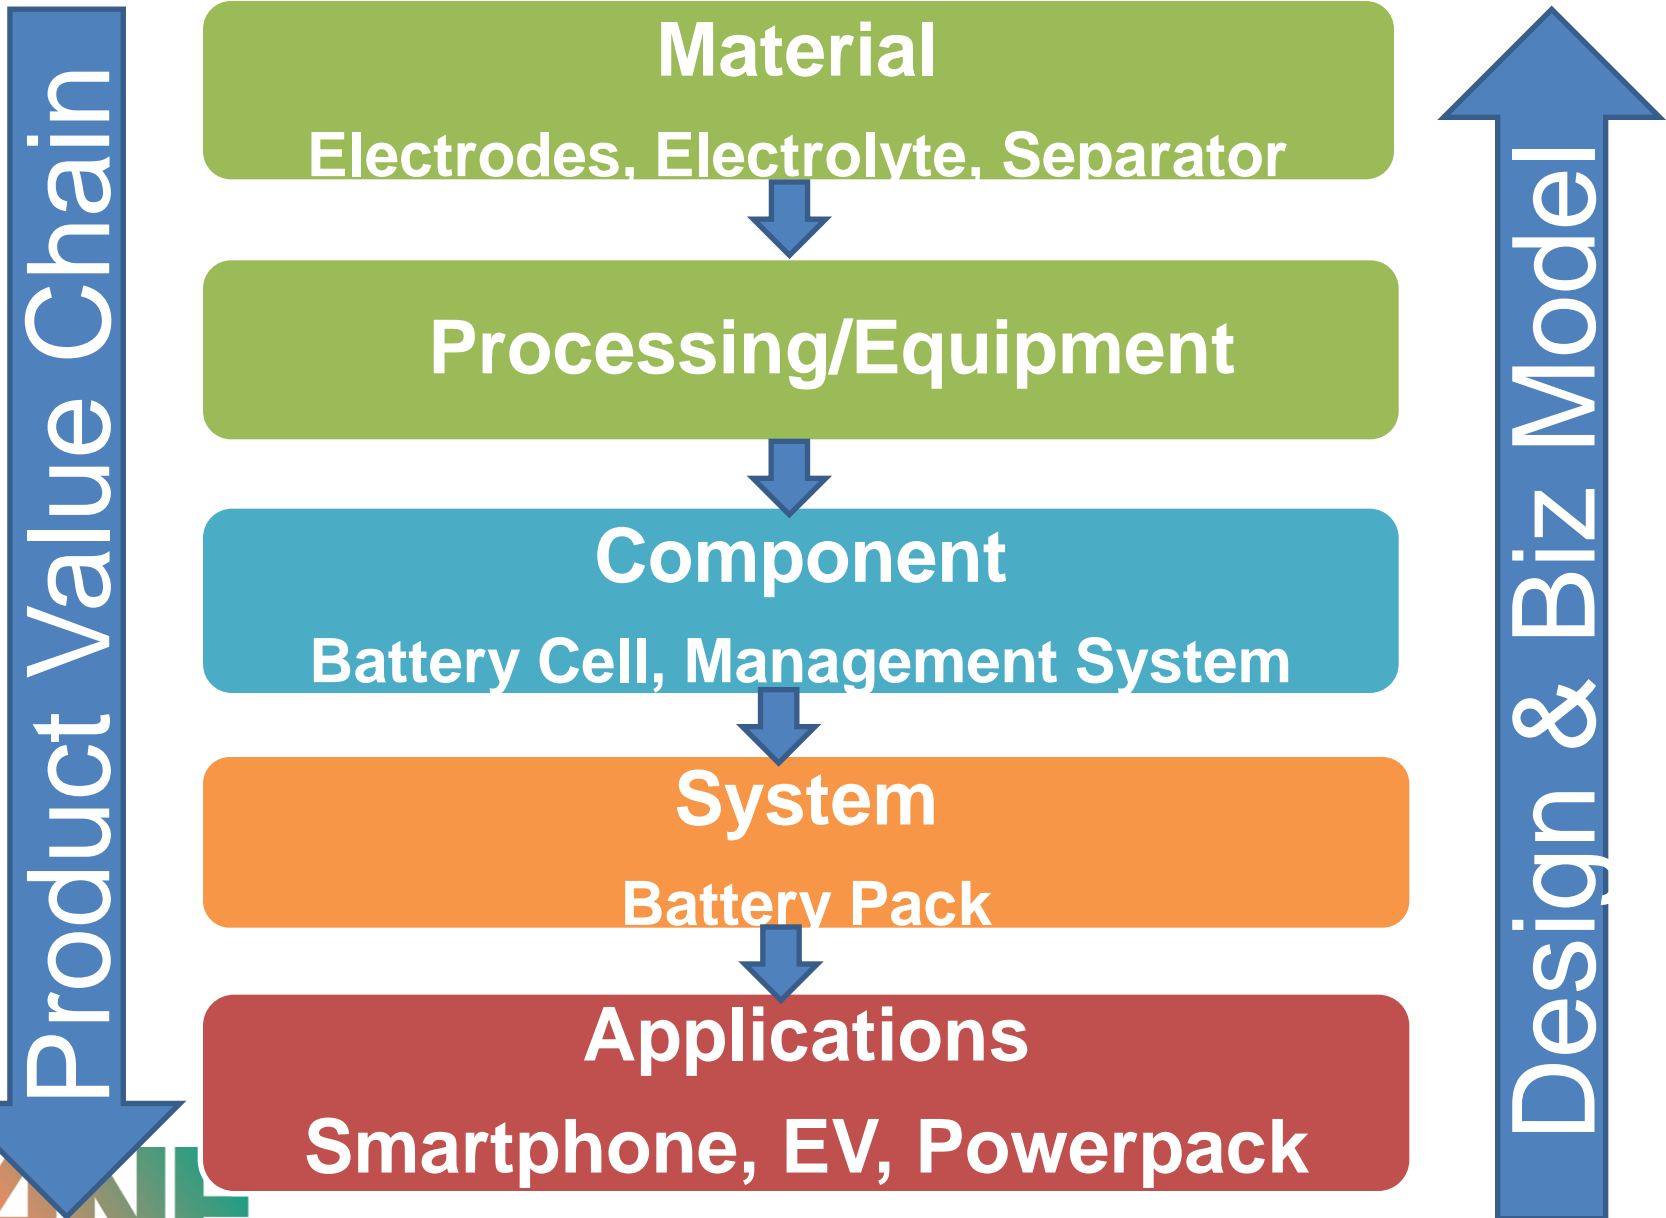 Product Value Chain
Material
Electrodes, Electrolyte, Separator
Processing/Equipment
Component
Battery Cell, Management System
System
Battery Pack
Applications
Smartphone, EV, Powerpack
Design & Biz Model